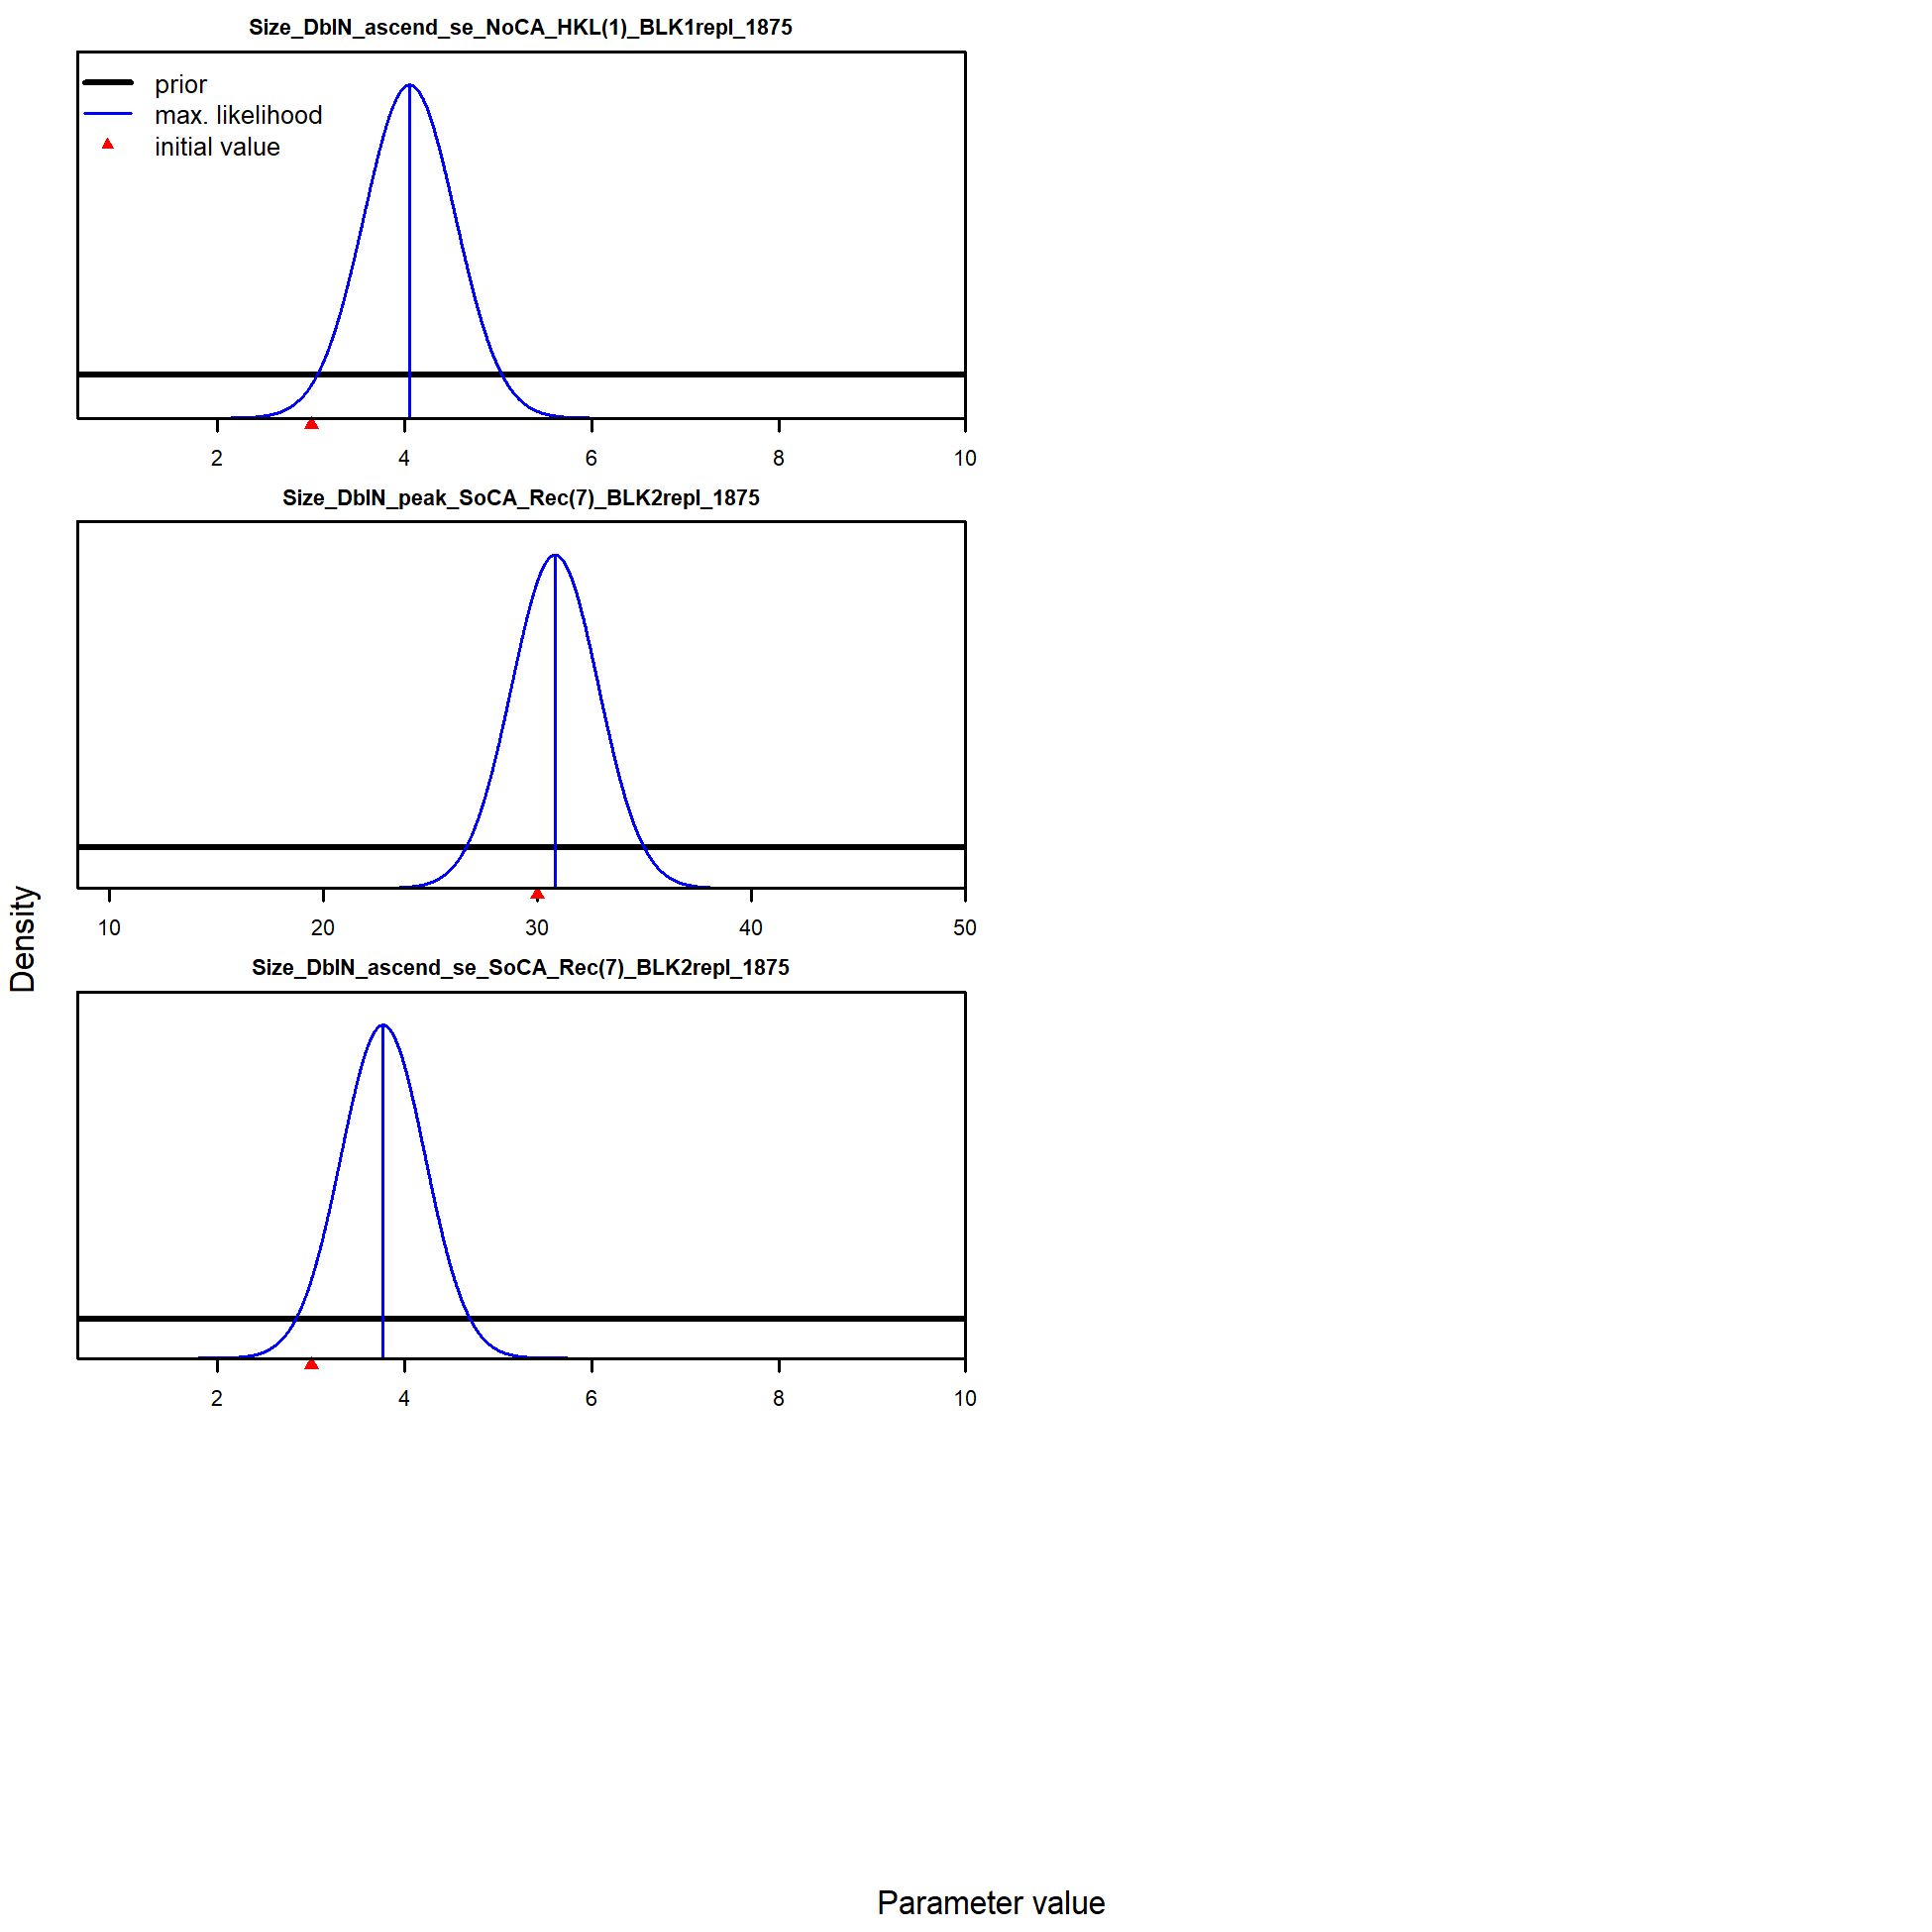 Size_DblN_ascend_se_NoCA_HKL(1)_BLK1repl_1875
prior
max. likelihood
initial value
2 4 6 8 10
Size_DblN_peak_SoCA_Rec(7)_BLK2repl_1875
10 20 30 40 50
Density
Size_DblN_ascend_se_SoCA_Rec(7)_BLK2repl_1875
2 4 6 8 10
Parameter value